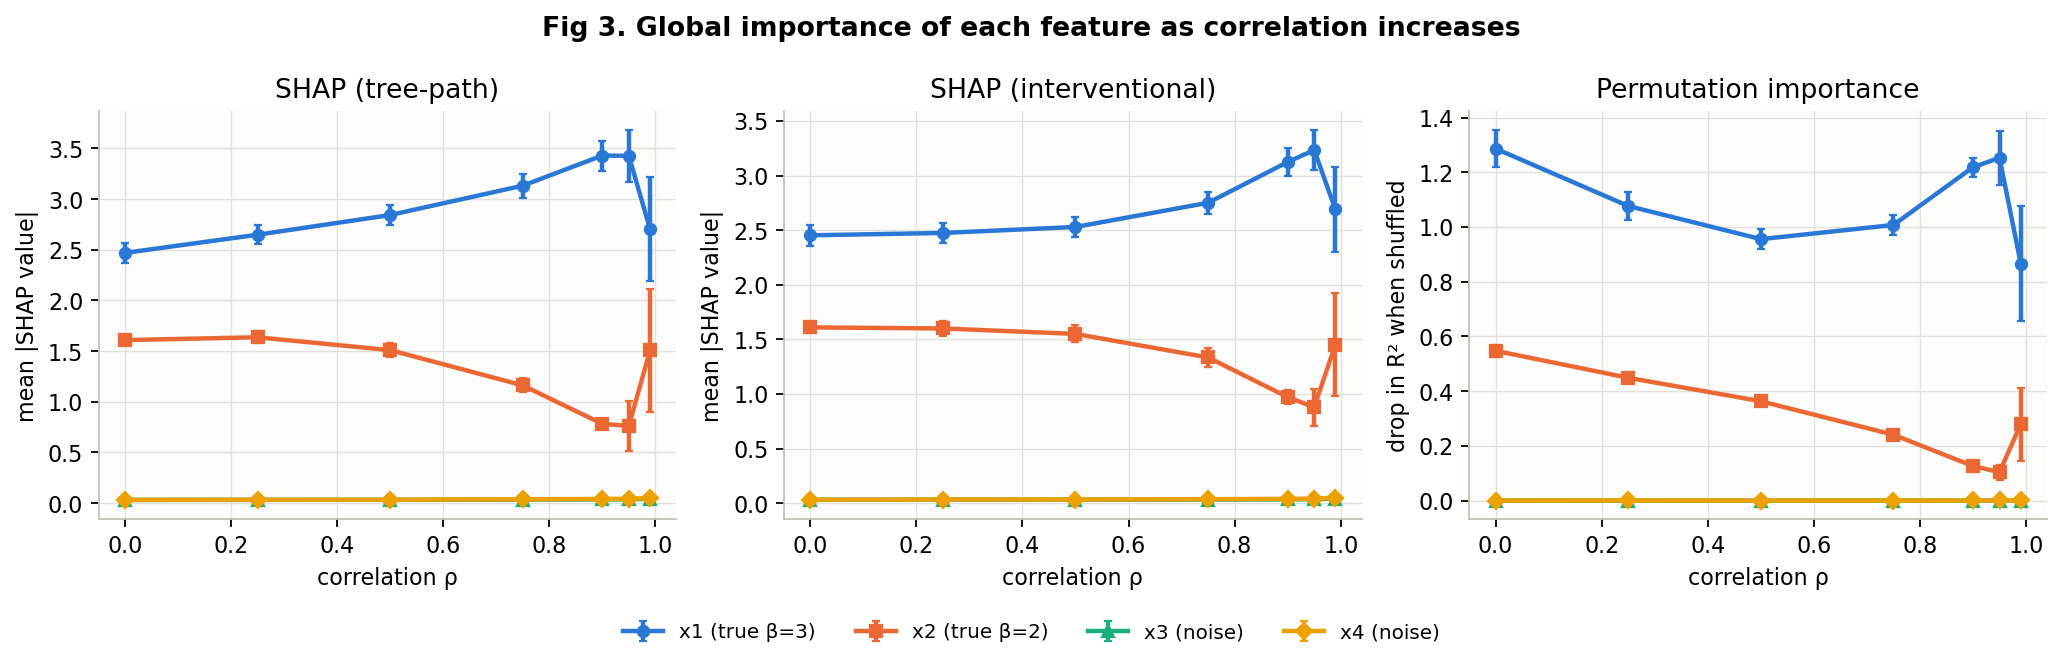 Fig 3. Global importance of each feature as correlation increases
SHAP (tree-path)
mean |SHAP value|
3.5
3.0
2.5
2.0
1.5
1.0
0.5
0.0
0.0 0.2 0.4 0.6 0.8 1.0
correlation ρ
SHAP (interventional)
mean |SHAP value|
3.5
3.0
2.5
2.0
1.5
1.0
0.5
0.0
0.0 0.2 0.4 0.6 0.8 1.0
correlation ρ
Permutation importance
drop in R² when shuffled
1.4
1.2
1.0
0.8
0.6
0.4
0.2
0.0
0.0 0.2 0.4 0.6 0.8 1.0
correlation ρ
x1 (true β=3) x2 (true β=2) x3 (noise) x4 (noise)